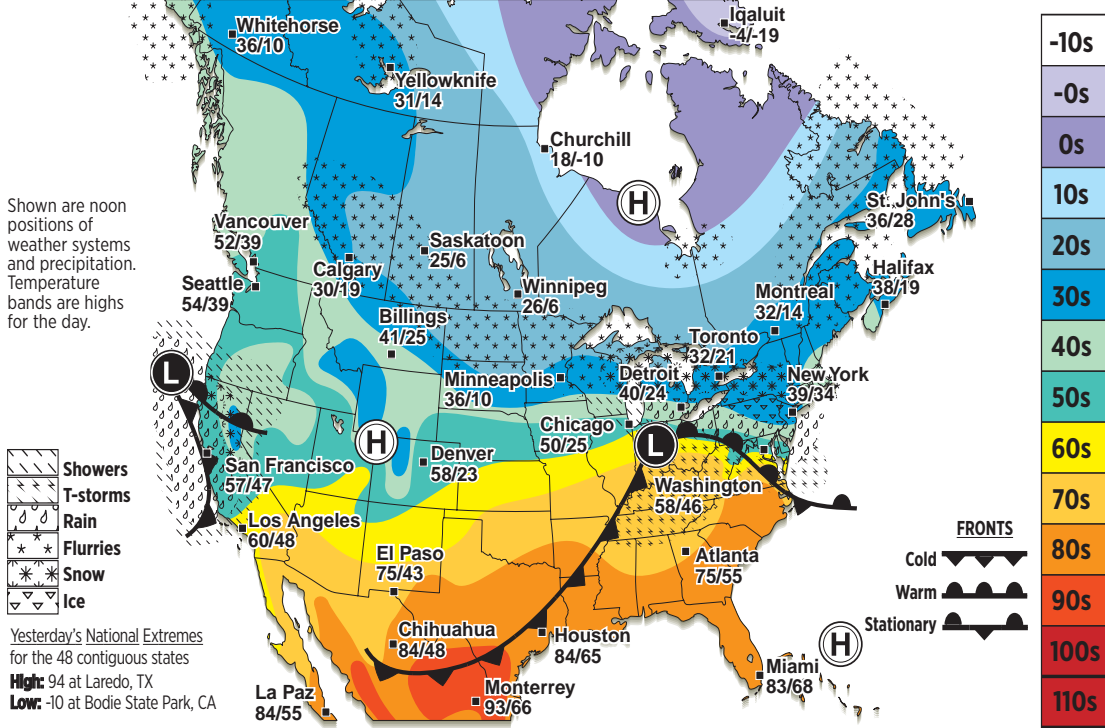 Whitehorse
36/10
Yellowknife
31/14
Iqaluit
-4/-19
Churchill
18/-10
H
Shown are noon
positions of
weather systems
and precipitation.
Temperature
bands are highs
for the day.
Vancouver
52/39
Seattle
54/39
Calgary
30/19
Saskatoon
25/6
Winnipeg
26/6
Billings
41/25
Minneapolis
36/10
St. John's
36/28
Halifax
38/19
Montreal
32/14
Toronto
32/21
Detroit
40/24
New York
39/34
Chicago
50/25
L
H
L
Denver
58/23
San Francisco
57/47
Los Angeles
60/48
Washington
58/46
El Paso
75/43
Atlanta
75/55
Chihuahua
84/48
Houston
84/65
Monterrey
93/66
La Paz
84/55
Miami
83/68
H
Showers
T-storms
Rain
Flurries
Snow
Ice
Yesterday's National Extremes
for the 48 contiguous states
High: 94 at Laredo, TX
Low: -10 at Bodie State Park, CA
FRONTS
Cold
Warm
Stationary
-10s
-0s
0s
10s
20s
30s
40s
50s
60s
70s
80s
90s
100s
110s